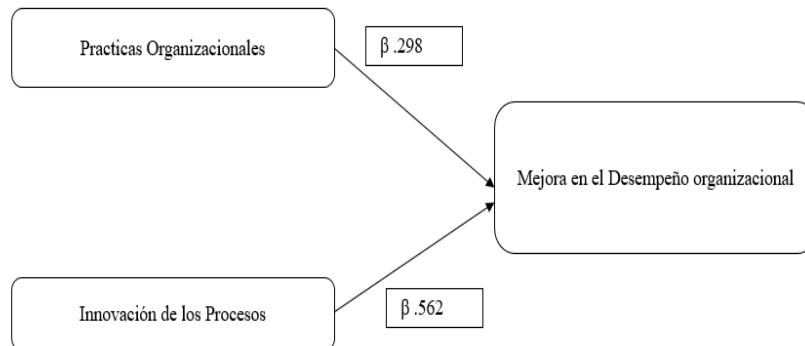 Practicas Organizacionales
β .298
Mejora en el Desempeño organizacional
Innovación de los Procesos
β .562